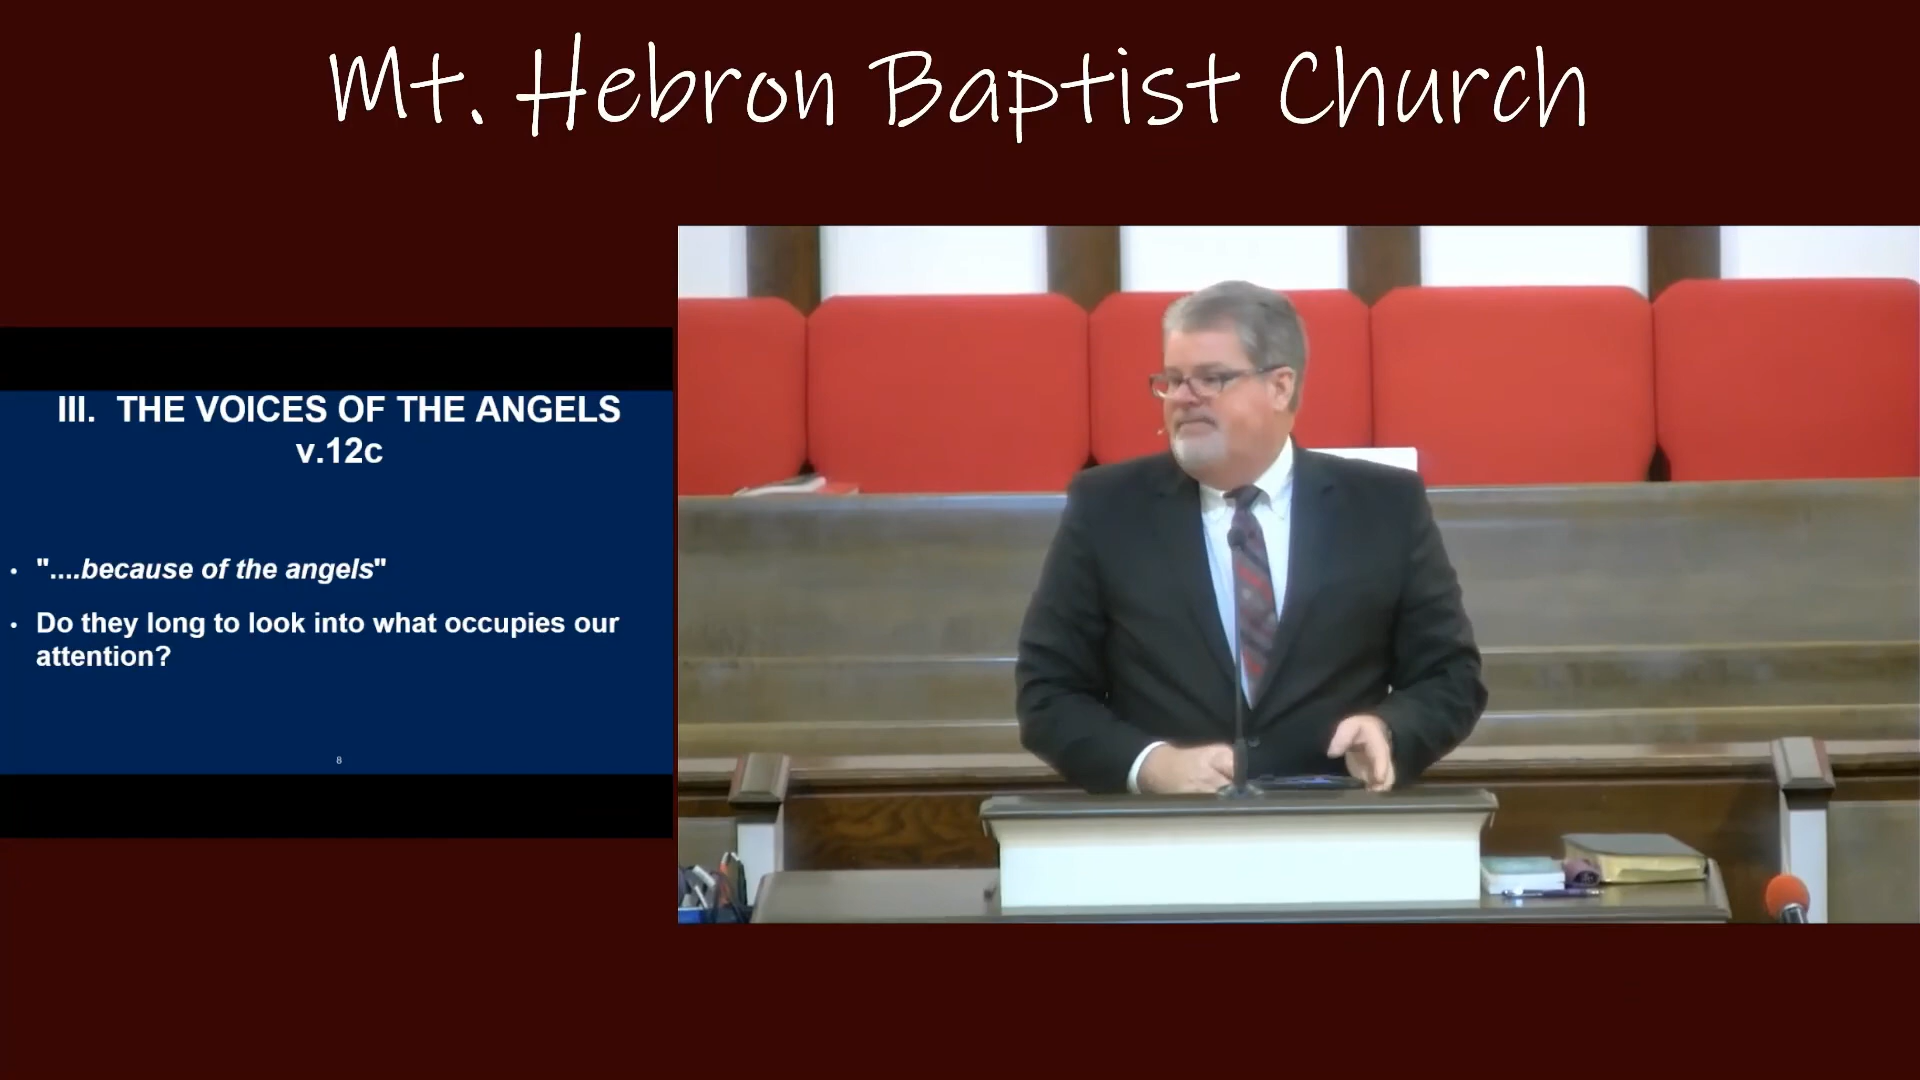 Mt. Hebron Baptist Church
III. THE VOICES OF THE ANGELS
v.12c
• "....because of the angels"
• Do they long to look into what occupies our
attention?
8